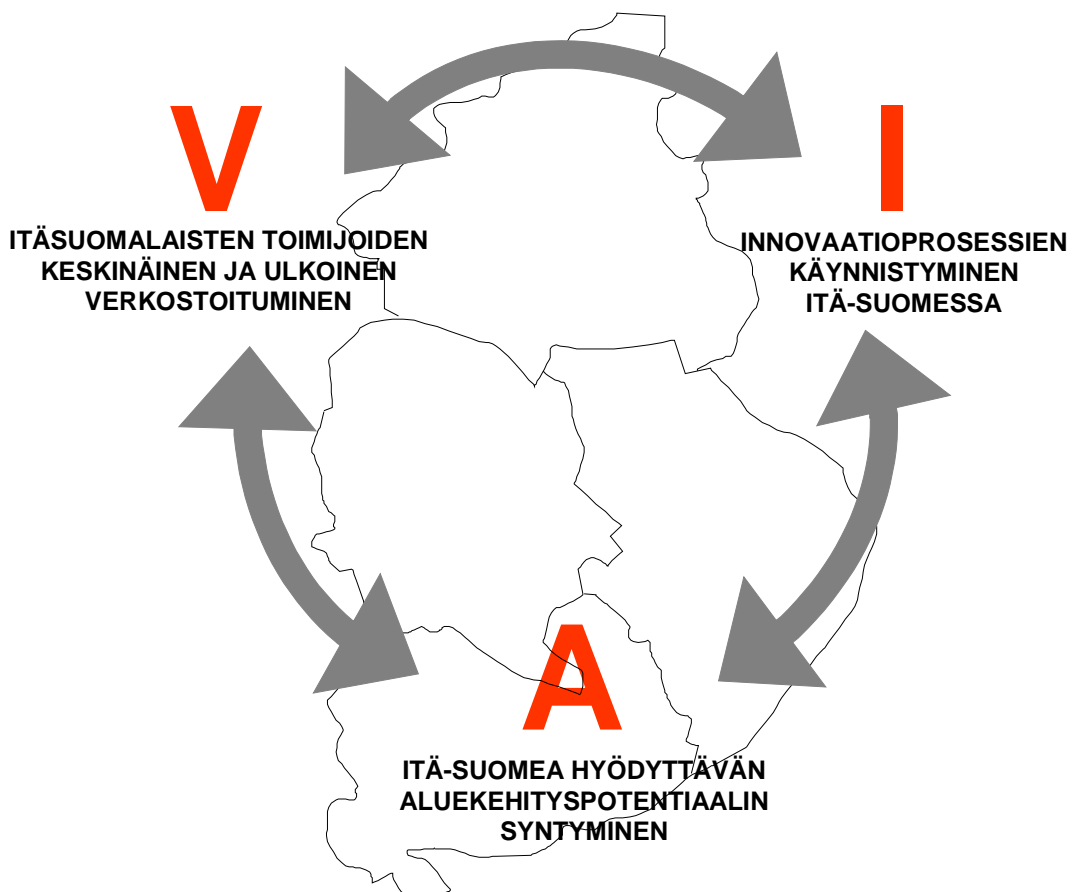 V
ITÄSUOMALAISTEN TOIMIJOIDEN
KESKINÄINEN JA ULKOINEN
VERKOSTOITUMINEN
I
INNOVAATIOPROSESSIEN
KÄYNNISTYMINEN
ITÄ-SUOMESSA
A
ITÄ-SUOMEA HYÖDYTTÄVÄN
ALUEKEHITYSPOTENTIAALIN
SYNTYMINEN